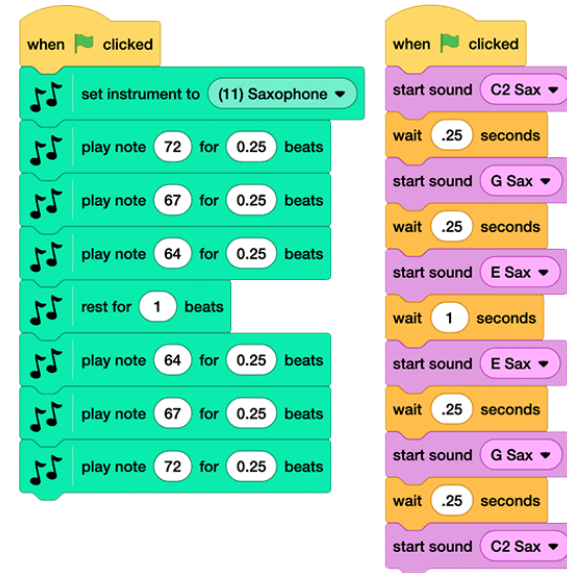 when clicked
set instrument to (11) Saxophone
play note 72 for 0.25 beats
play note 67 for 0.25 beats
play note 64 for 0.25 beats
rest for 1 beats
play note 64 for 0.25 beats
play note 67 for 0.25 beats
play note 72 for 0.25 beats
when clicked
start sound C2 Sax
wait .25 seconds
start sound G Sax
wait .25 seconds
start sound E Sax
wait 1 seconds
start sound E Sax
wait .25 seconds
start sound G Sax
wait .25 seconds
start sound C2 Sax